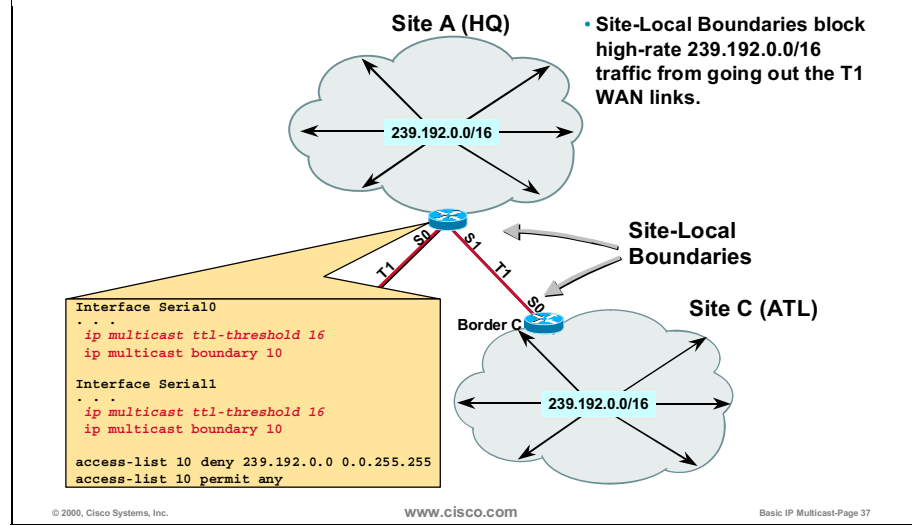 Site A (HQ)
• Site-Local Boundaries block
high-rate 239.192.0.0/16
traffic from going out the T1
WAN links.
239.192.0.0/16
S0
S1
T1
T1
S0
Site-Local
Boundaries
Border C
Site C (ATL)
239.192.0.0/16
Interface Serial0
. . .
ip multicast ttl-threshold 16
ip multicast boundary 10
Interface Serial1
. . .
ip multicast ttl-threshold 16
ip multicast boundary 10
access-list 10 deny 239.192.0.0 0.0.255.255
access-list 10 permit any
© 2000, Cisco Systems, Inc.
www.cisco.com
Basic IP Multicast-Page 37